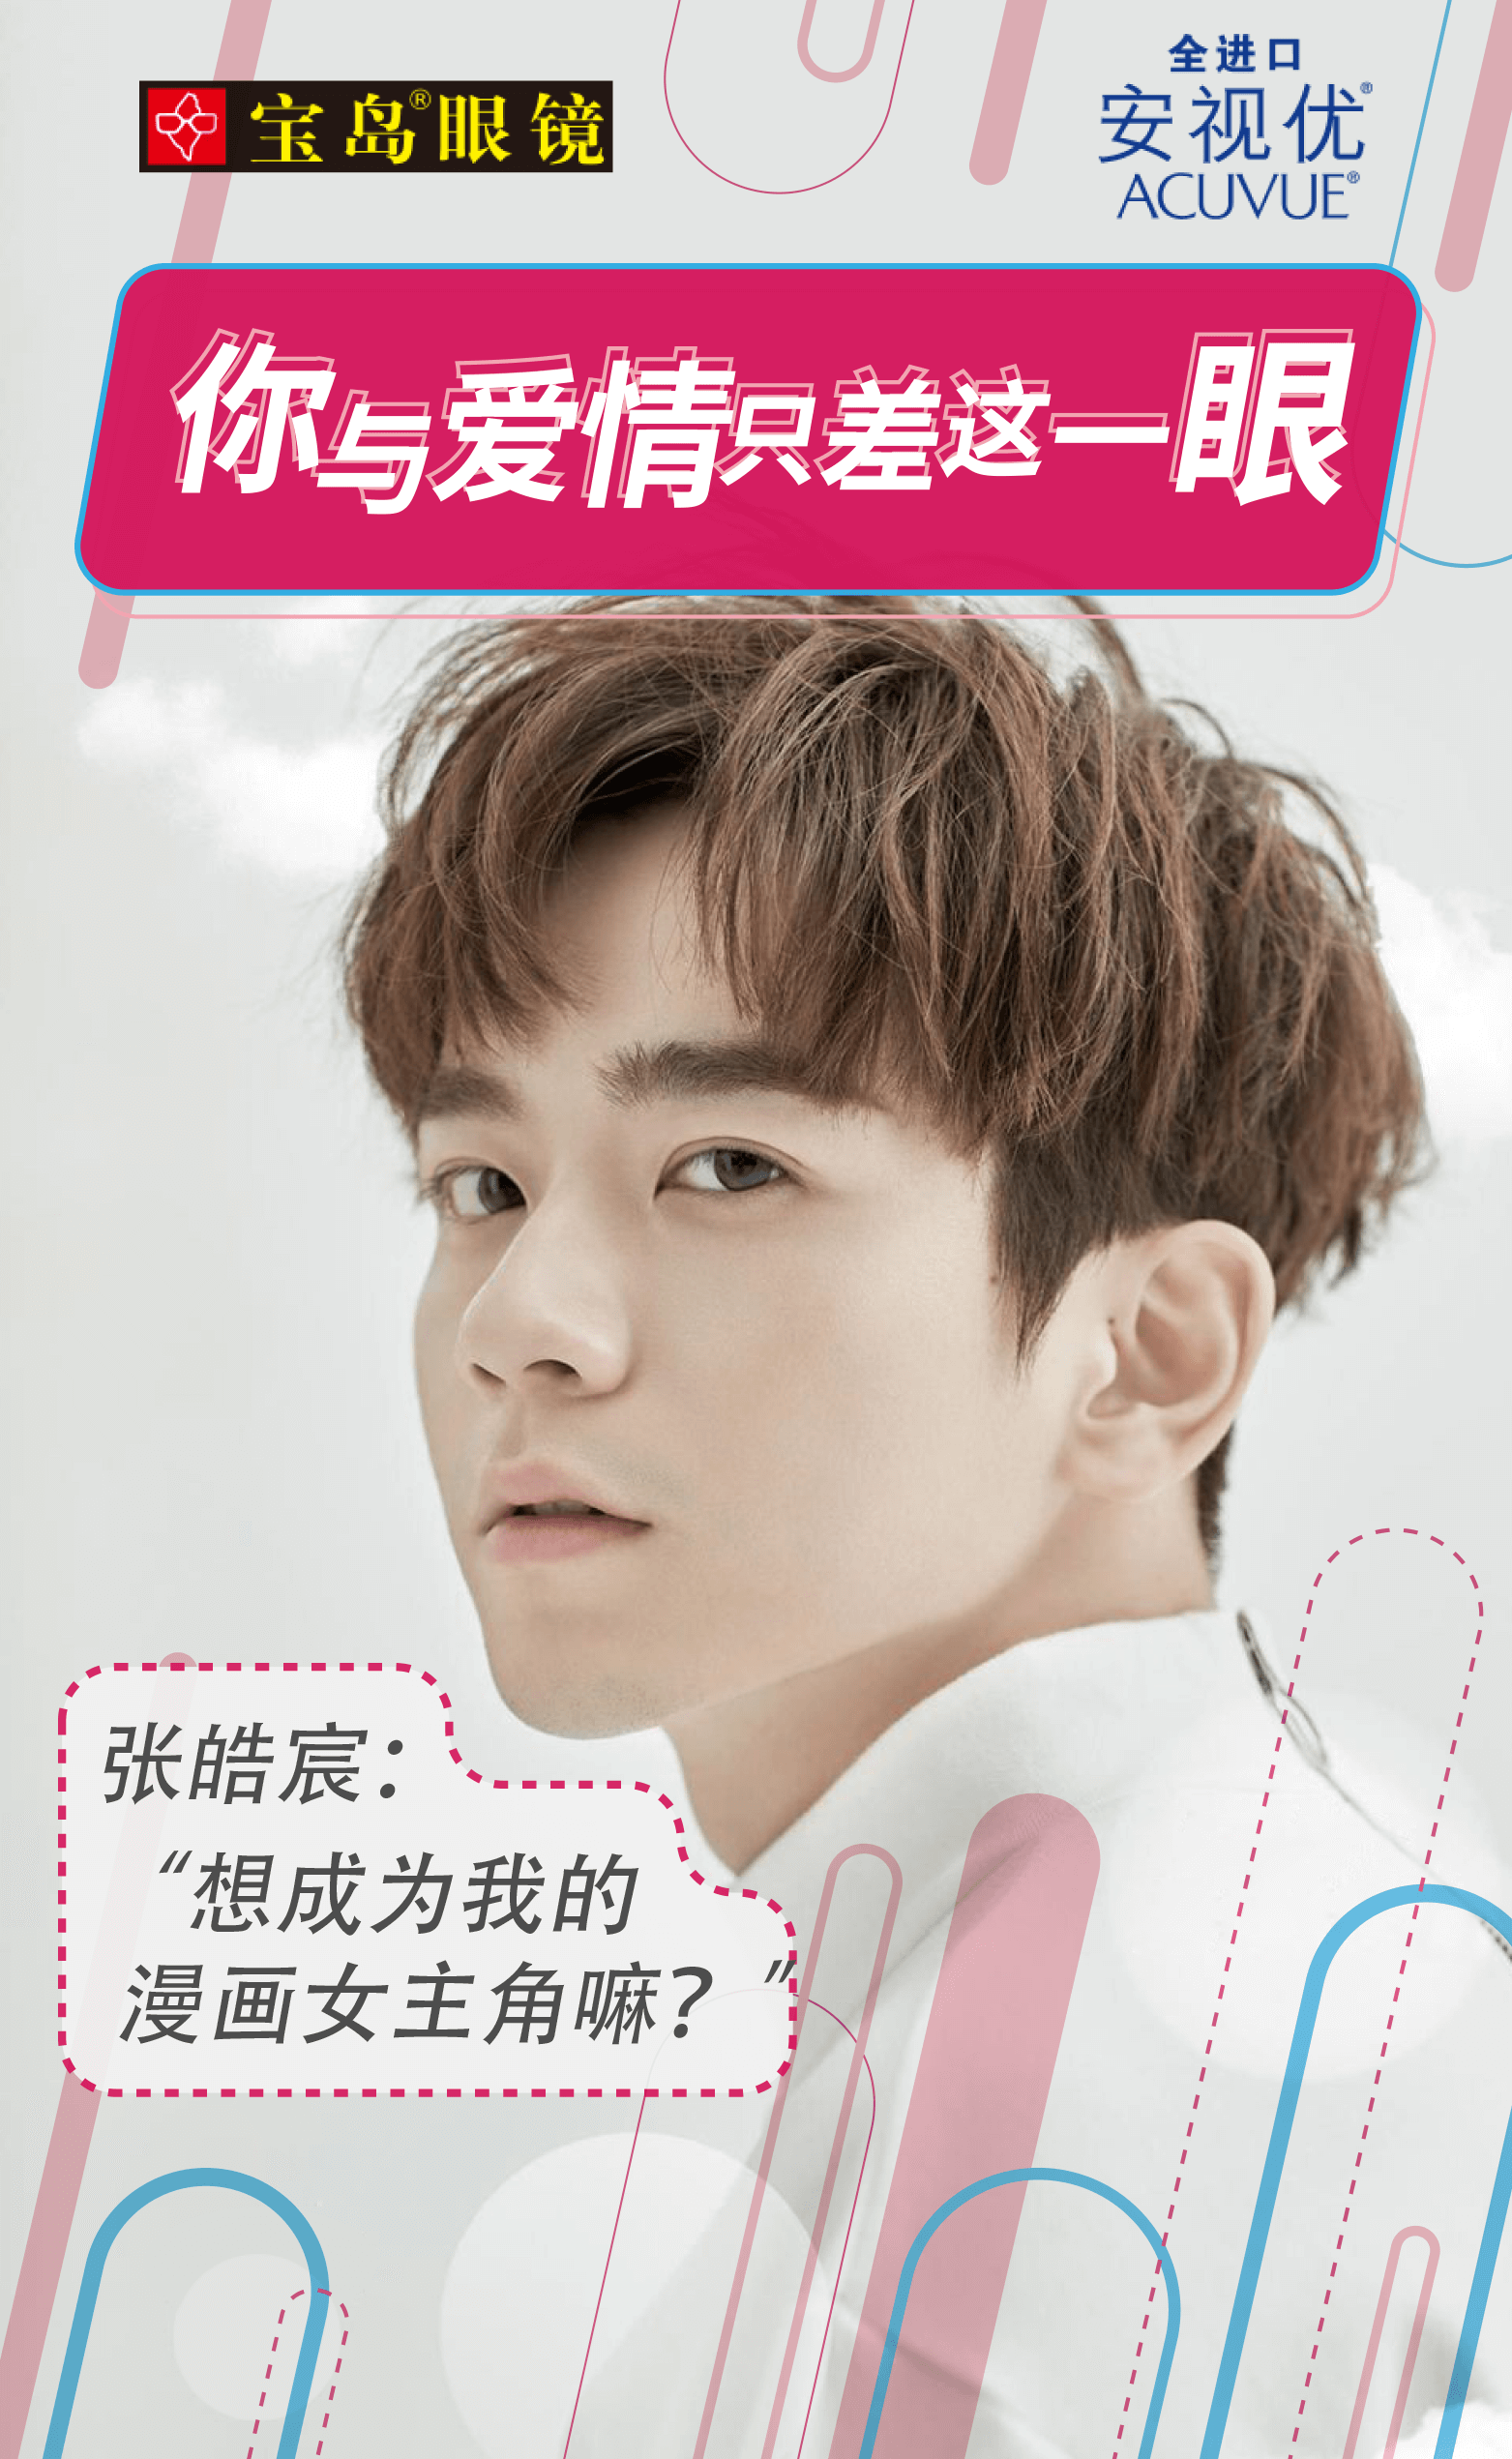 宝岛®眼镜
全进口
安视优®
ACUVUE®
你与爱情只差这一眼
张皓宸：
“想成为我的
漫画女主角嘛？”